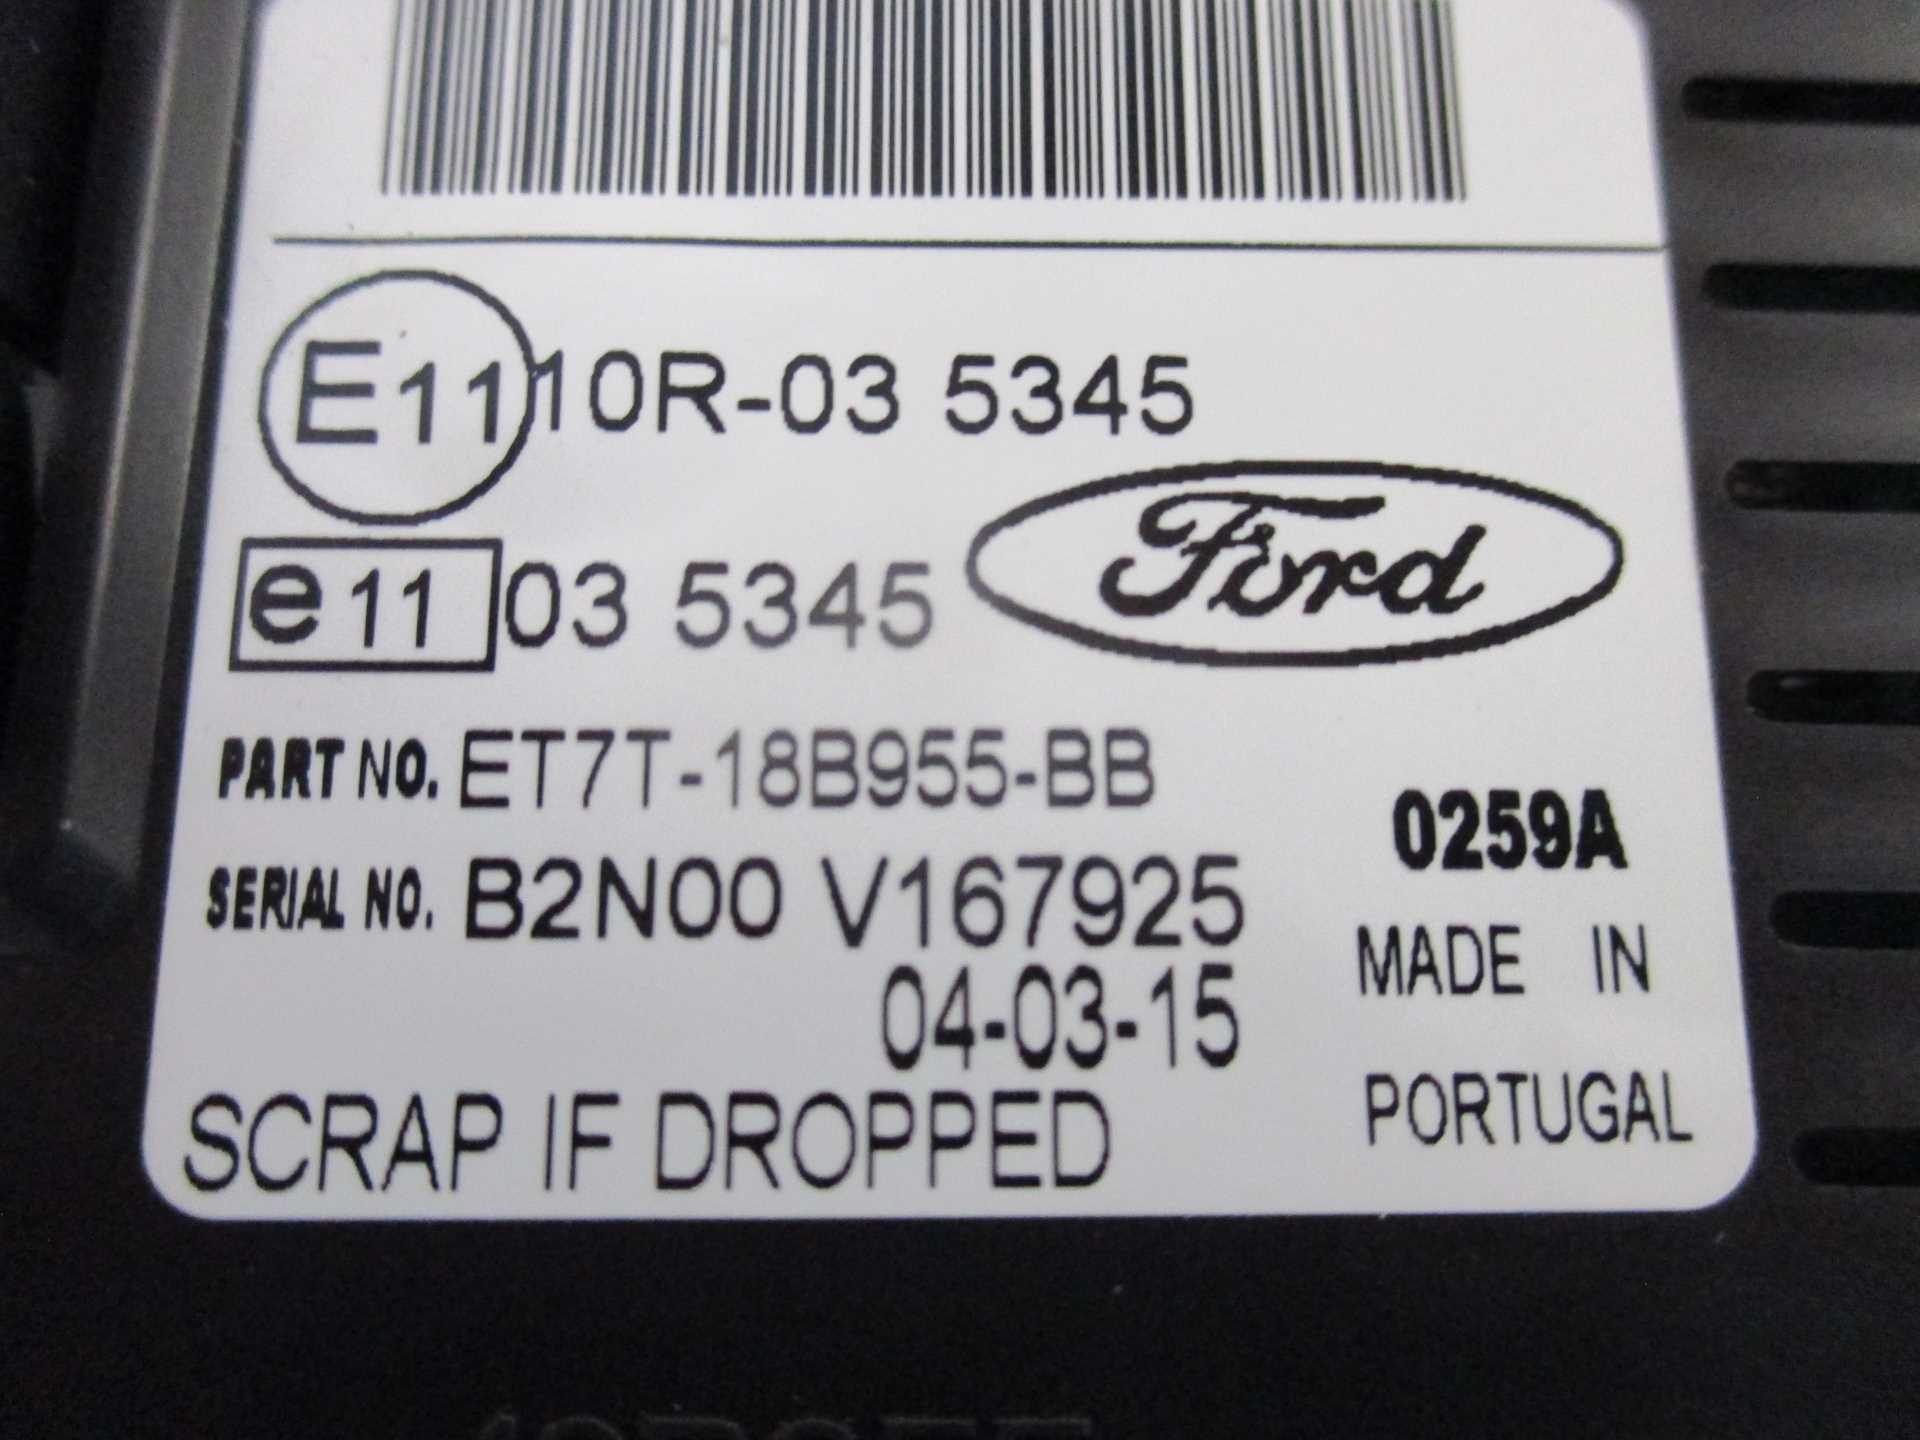 E11 10R-03 5345
e11 03 5345
Ford
PART NO. ET7T-18B955-BB
0259A
SERIAL NO. B2N00 V167925
MADE IN
04-03-15
PORTUGAL
SCRAP IF DROPPED